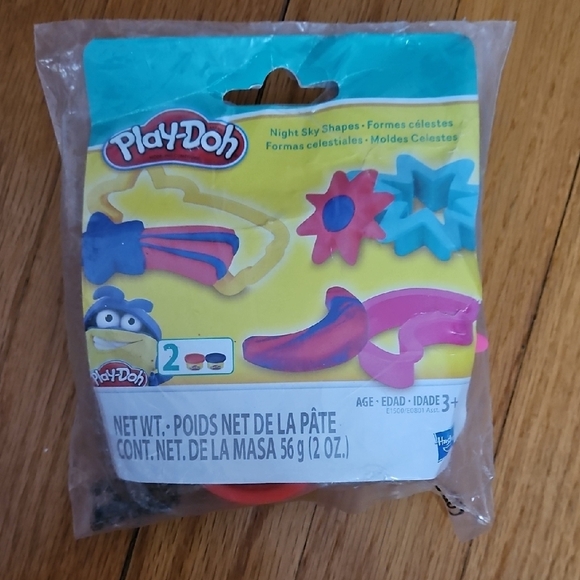 PLAY-DOH
Night Sky Shapes • Formes célestes
Formas celestiales • Moldes Celestes
2
PLAY-DOH
AGE • EDAD • IDADE 3+
NET WT. • POIDS NET DE LA PÂTE
CONT. NET. DE LA MASA 56 g (2 OZ.)